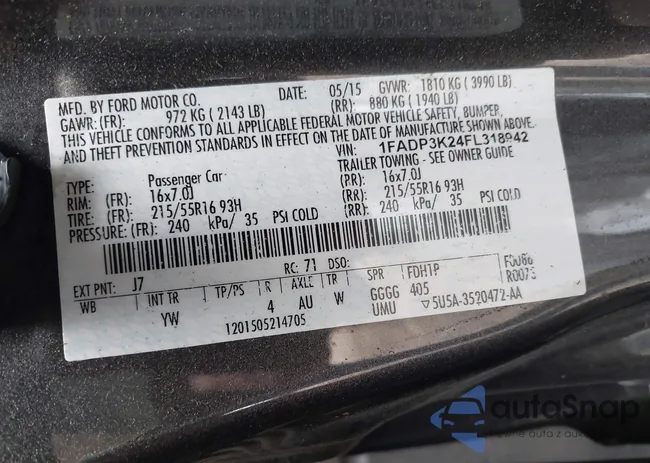 MFD. BY FORD MOTOR CO. DATE: 05/15 GVWR: 1810 KG ( 3990 LB)
GAWR: (FR): 972 KG ( 2143 LB) (RR): 880 KG ( 1940 LB)
THIS VEHICLE CONFORMS TO ALL APPLICABLE FEDERAL MOTOR VEHICLE SAFETY, BUMPER,
AND THEFT PREVENTION STANDARDS IN EFFECT ON THE DATE OF MANUFACTURE SHOWN ABOVE.
VIN: 1FADP3K24FL318942
TYPE: Passenger Car TRAILER TOWING - SEE OWNER GUIDE
RIM: (FR) 16x7.0J (RR): 16x7.0J
TIRE: (FR) 215/55R16 93H (RR): 215/55R16 93H
PRESSURE: (FR) 240 kPa/ 35 PSI COLD (RR): 240 kPa/ 35 PSI COLD
EXT PNT: J7 RC: 71 DSO: FDH1P F0086
WB INT TR TP/PS R AXLE TR SPR 405 R0073
YW 4 AU W GGGG
UMU ▽5U5A-3520472-AA
1201505214705
autoSnap